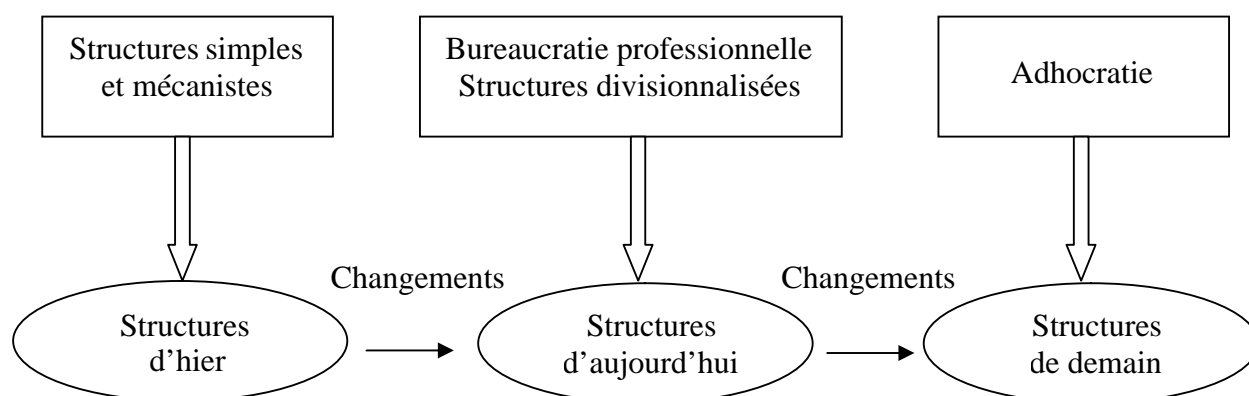 Structures simples
et mécanistes
Bureaucratie professionnelle
Structures divisionnalisées
Adhocratie
Changements
Changements
Structures
d’hier
Structures
d’aujourd’hui
Structures
de demain